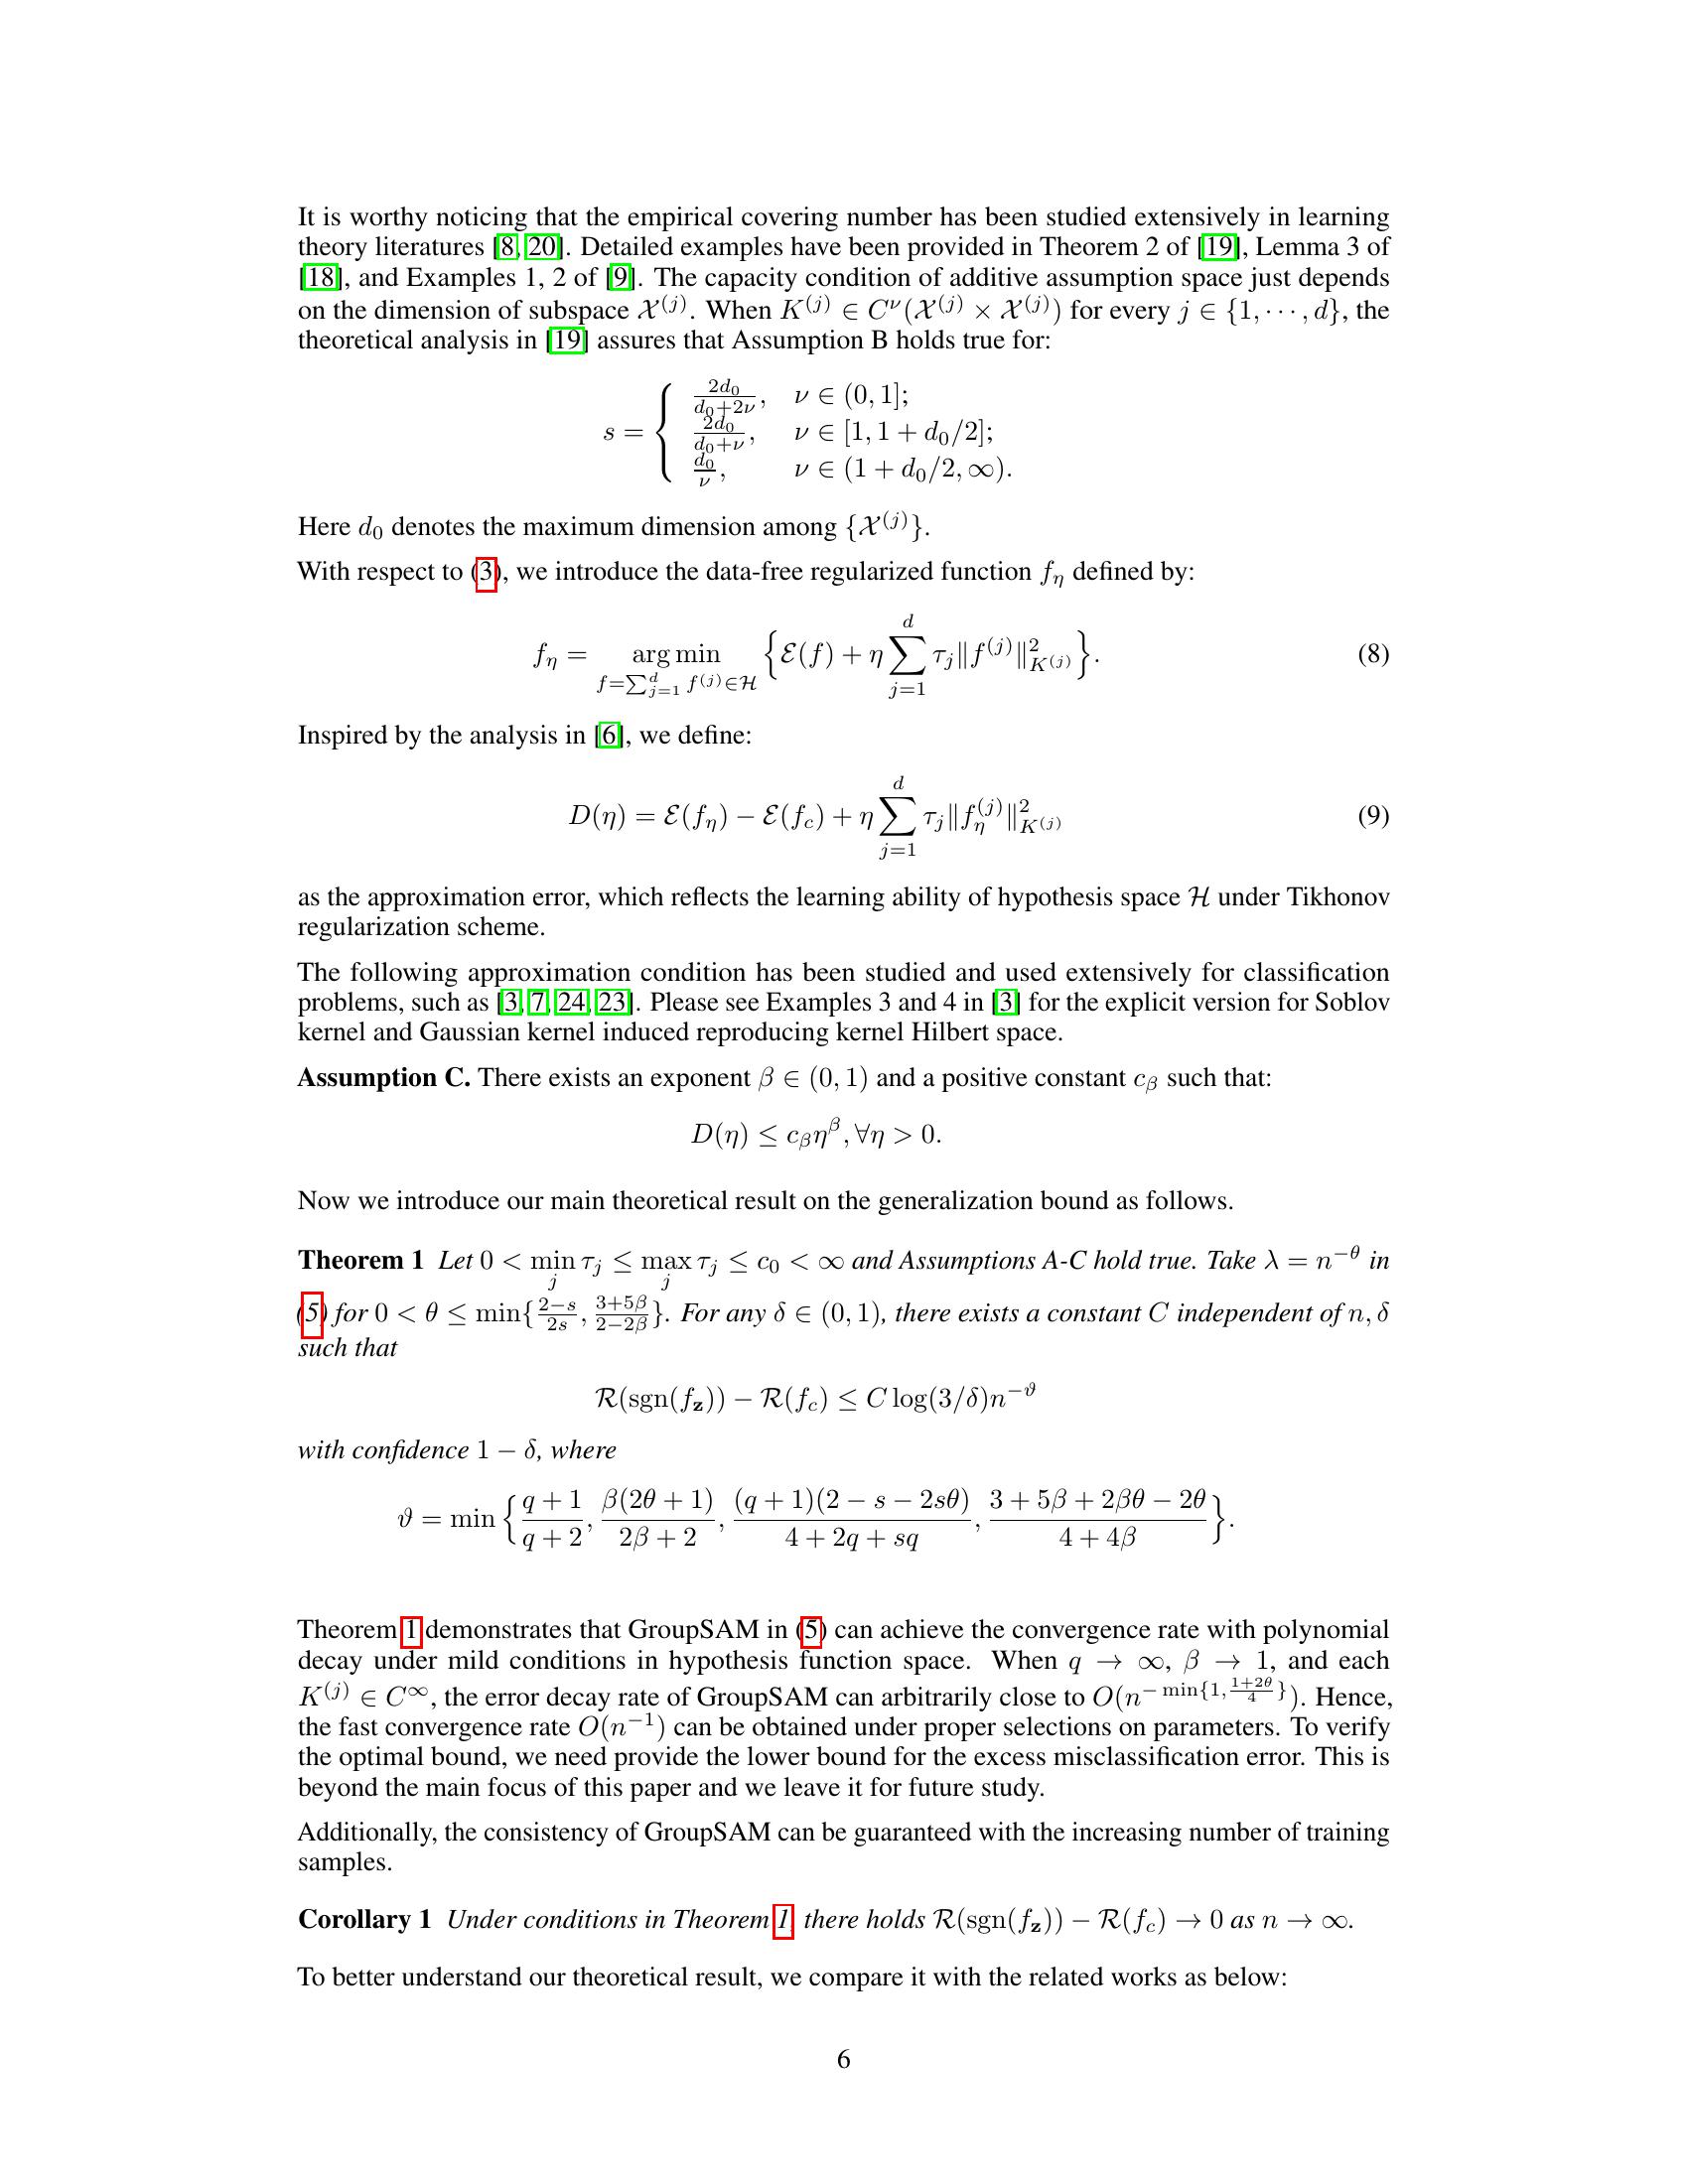 It is worthy noticing that the empirical covering number has been studied extensively in learning
theory literatures [8, 20]. Detailed examples have been provided in Theorem 2 of [19], Lemma 3 of
[18], and Examples 1, 2 of [9]. The capacity condition of additive assumption space just depends
on the dimension of subspace $\mathcal{X}^{(j)}$. When $K^{(j)} \in C^{\nu}(\mathcal{X}^{(j)} \times \mathcal{X}^{(j)})$ for every $j \in \{1, \cdots, d\}$, the
theoretical analysis in [19] assures that Assumption B holds true for:
$s = \begin{cases} \frac{2d_0}{d_0+2\nu}, & \nu \in (0, 1]; \\ \frac{2d_0}{d_0+\nu}, & \nu \in [1, 1 + d_0/2]; \\ \frac{d_0}{\nu}, & \nu \in (1 + d_0/2, \infty). \end{cases}$
Here $d_0$ denotes the maximum dimension among $\{\mathcal{X}^{(j)}\}$.
With respect to (3), we introduce the data-free regularized function $f_\eta$ defined by:
$f_\eta = \underset{f=\sum_{j=1}^d f^{(j)} \in \mathcal{H}}{\arg\min} \left\{ \mathcal{E}(f) + \eta \sum_{j=1}^d \tau_j \|f^{(j)}\|_{K^{(j)}}^2 \right\}.$ (8)
Inspired by the analysis in [6], we define:
$D(\eta) = \mathcal{E}(f_\eta) - \mathcal{E}(f_c) + \eta \sum_{j=1}^d \tau_j \|f_\eta^{(j)}\|_{K^{(j)}}^2$ (9)
as the approximation error, which reflects the learning ability of hypothesis space $\mathcal{H}$ under Tikhonov
regularization scheme.
The following approximation condition has been studied and used extensively for classification
problems, such as [3, 7, 24, 23]. Please see Examples 3 and 4 in [3] for the explicit version for Soblov
kernel and Gaussian kernel induced reproducing kernel Hilbert space.
Assumption C. There exists an exponent $\beta \in (0, 1)$ and a positive constant $c_\beta$ such that:
$D(\eta) \leq c_\beta \eta^\beta, \forall \eta > 0.$
Now we introduce our main theoretical result on the generalization bound as follows.
Theorem 1 Let $0 < \min_j \tau_j \leq \max_j \tau_j \leq c_0 < \infty$ and Assumptions A-C hold true. Take $\lambda = n^{-\theta}$ in
(5) for $0 < \theta \leq \min\{\frac{2-s}{2s}, \frac{3+5\beta}{2-2\beta}\}$. For any $\delta \in (0, 1)$, there exists a constant $C$ independent of $n, \delta$
such that
$\mathcal{R}(\mathrm{sgn}(f_{\mathbf{z}})) - \mathcal{R}(f_c) \leq C \log(3/\delta) n^{-\vartheta}$
with confidence $1 - \delta$, where
$\vartheta = \min \left\{ \frac{q+1}{q+2}, \frac{\beta(2\theta+1)}{2\beta+2}, \frac{(q+1)(2-s-2s\theta)}{4+2q+sq}, \frac{3+5\beta+2\beta\theta-2\theta}{4+4\beta} \right\}.$
Theorem 1 demonstrates that GroupSAM in (5) can achieve the convergence rate with polynomial
decay under mild conditions in hypothesis function space. When $q \to \infty$, $\beta \to 1$, and each
$K^{(j)} \in C^\infty$, the error decay rate of GroupSAM can arbitrarily close to $O(n^{-\min\{1, \frac{1+2\theta}{4}\}})$. Hence,
the fast convergence rate $O(n^{-1})$ can be obtained under proper selections on parameters. To verify
the optimal bound, we need provide the lower bound for the excess misclassification error. This is
beyond the main focus of this paper and we leave it for future study.
Additionally, the consistency of GroupSAM can be guaranteed with the increasing number of training
samples.
Corollary 1 Under conditions in Theorem 1, there holds $\mathcal{R}(\mathrm{sgn}(f_{\mathbf{z}})) - \mathcal{R}(f_c) \to 0$ as $n \to \infty$.
To better understand our theoretical result, we compare it with the related works as below:
6